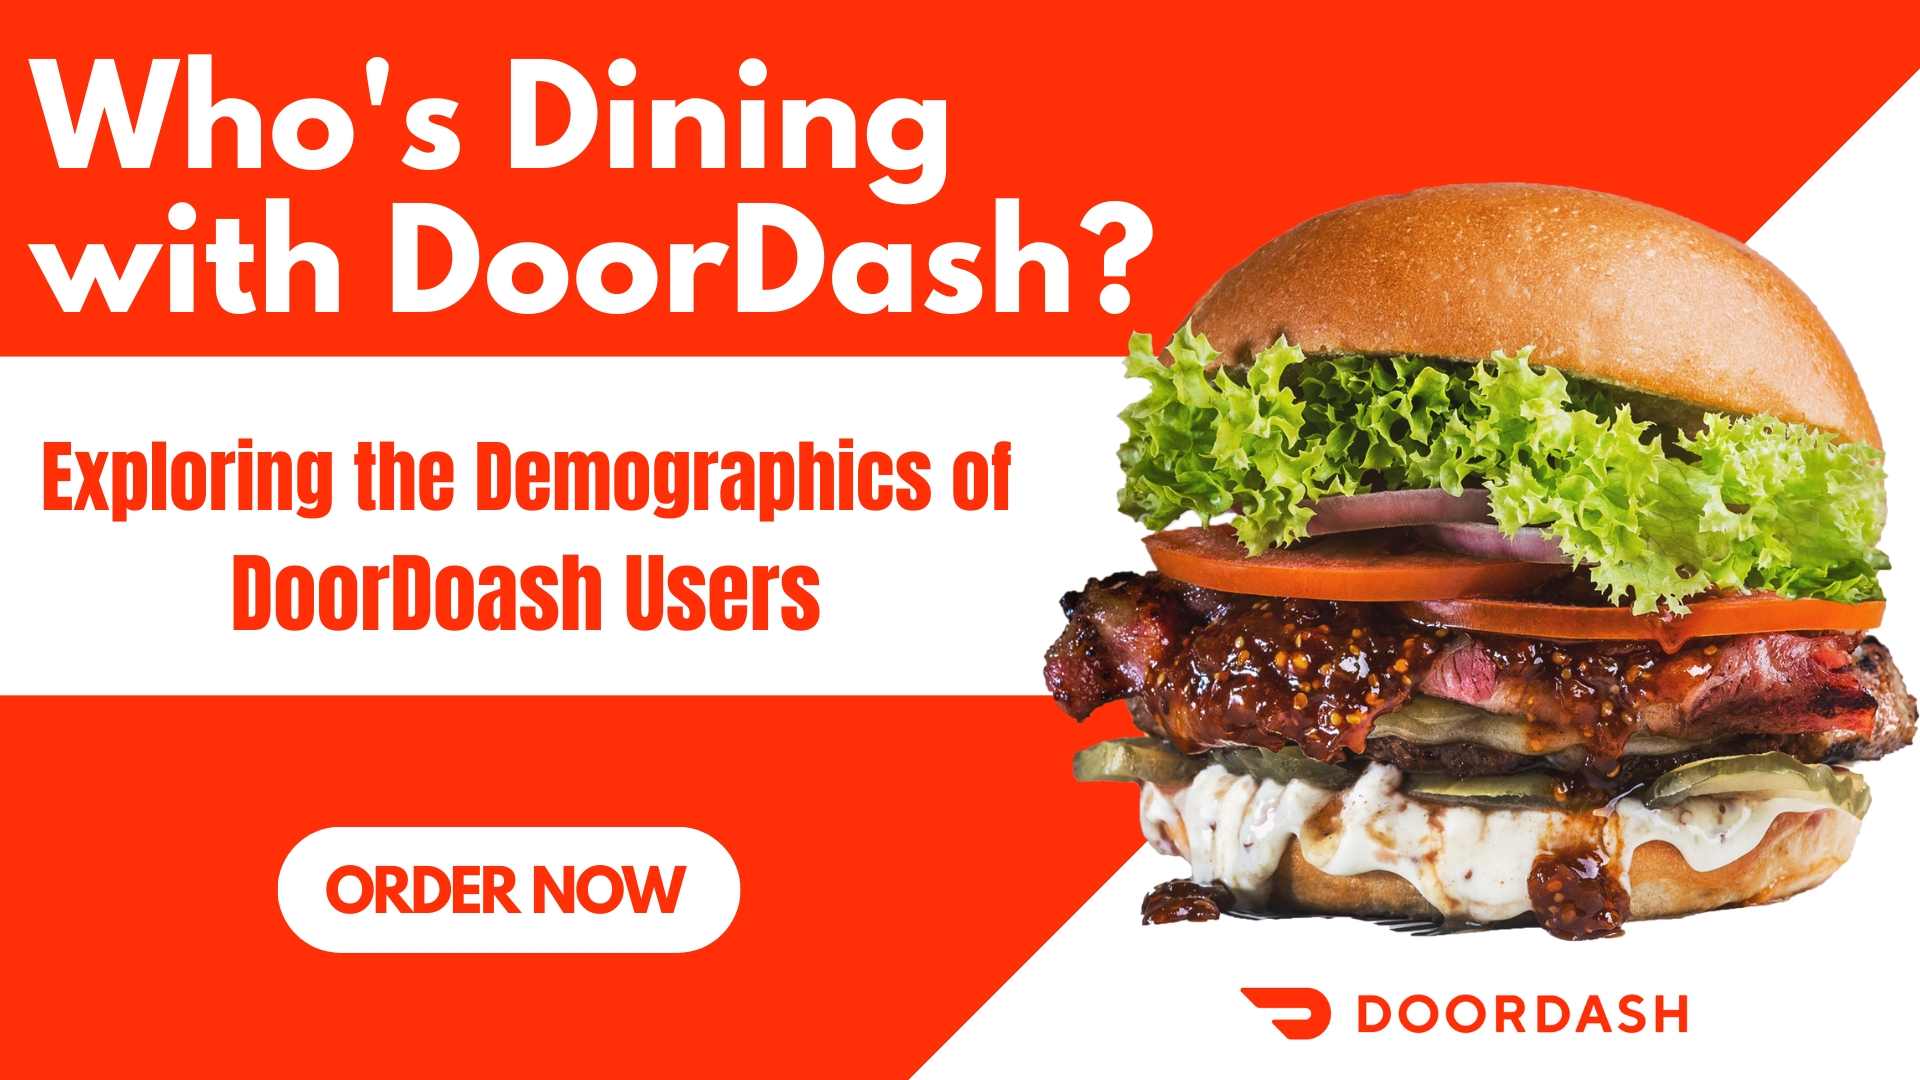 Who's Dining
with DoorDash?
Exploring the Demographics of
DoorDoash Users
ORDER NOW
DOORDASH